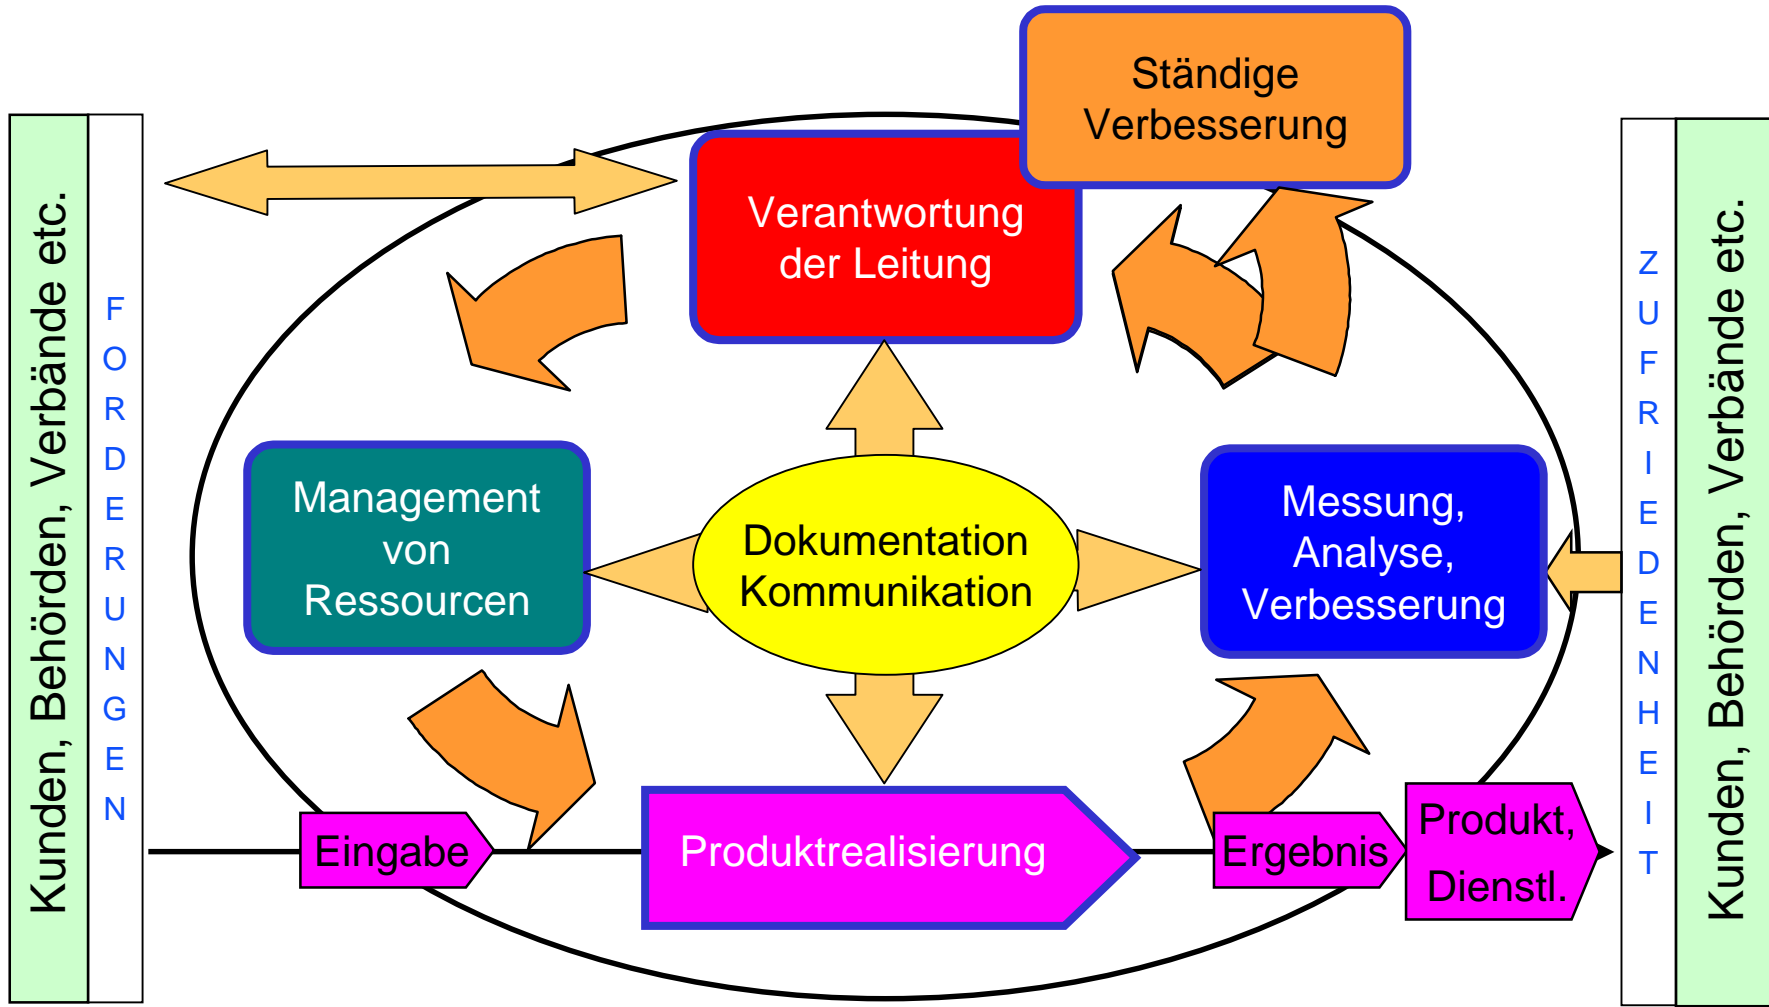 Kunden, Behörden, Verbände etc.
FORDERUNGEN
Ständige
Verbesserung
Verantwortung
der Leitung
Management
von
Ressourcen
Dokumentation
Kommunikation
Messung,
Analyse,
Verbesserung
Eingabe
Produktrealisierung
Ergebnis
Produkt,
Dienstl.
ZUFRIEDENHEIT
Kunden, Behörden, Verbände etc.